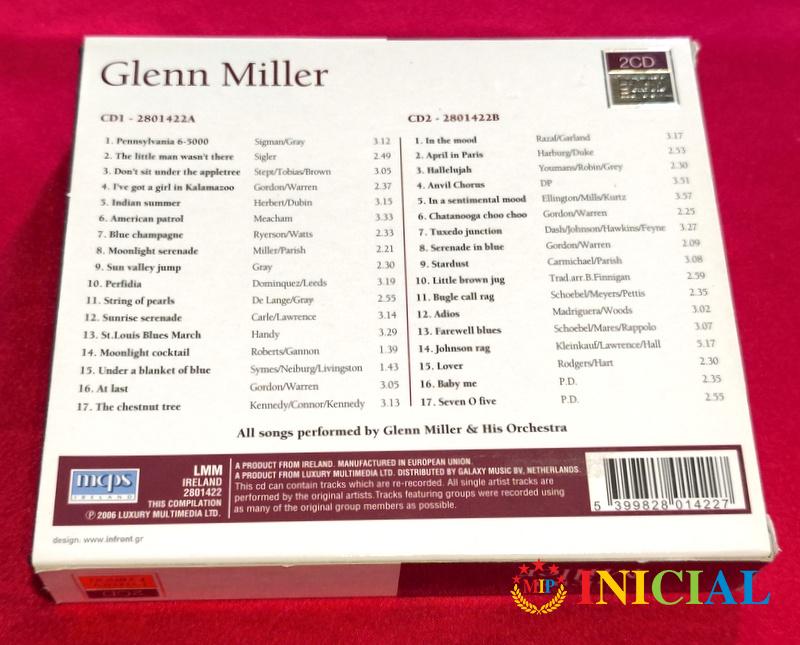 Glenn Miller
2CD
CD1 - 2801422A
1. Pennsylvania 6-5000 Sigman/Gray 3.12
2. The little man wasn't there Sigler 2.49
3. Don't sit under the appletree Stept/Tobias/Brown 3.05
4. I've got a girl in Kalamazoo Gordon/Warren 2.37
5. Indian summer Herbert/Dubin 3.15
6. American patrol Meacham 3.33
7. Blue champagne Ryerson/Watts 2.33
8. Moonlight serenade Miller/Parish 2.21
9. Sun valley jump Gray 2.30
10. Perfidia Dominquez/Leeds 3.19
11. String of pearls De Lange/Gray 2.55
12. Sunrise serenade Carle/Lawrence 3.14
13. St.Louis Blues March Handy 3.29
14. Moonlight cocktail Roberts/Gannon 1.39
15. Under a blanket of blue Symes/Neiburg/Livingston 1.43
16. At last Gordon/Warren 3.05
17. The chestnut tree Kennedy/Connor/Kennedy 3.13
CD2 - 2801422B
1. In the mood Razaf/Garland 3.17
2. April in Paris Harburg/Duke 2.53
3. Hallelujah Youmans/Robin/Grey 2.30
4. Anvil Chorus DP 3.51
5. In a sentimental mood Ellington/Mills/Kurtz 3.57
6. Chatanooga choo choo Gordon/Warren 2.25
7. Tuxedo junction Dash/Johnson/Hawkins/Feyne 3.27
8. Serenade in blue Gordon/Warren 2.09
9. Stardust Carmichael/Parish 3.08
10. Little brown jug Trad.arr.B.Finnigan 2.59
11. Bugle call rag Schoebel/Meyers/Pettis 2.35
12. Adios Madriguera/Woods 3.02
13. Farewell blues Schoebel/Mares/Rappolo 3.07
14. Johnson rag Kleinkauf/Lawrence/Hall 5.17
15. Lover Rodgers/Hart 2.30
16. Baby me P.D. 2.35
17. Seven O five P.D. 2.55
All songs performed by Glenn Miller & His Orchestra
mcps
IRELAND
LMM
IRELAND
2801422
THIS COMPILATION
℗ 2006 LUXURY MULTIMEDIA LTD.
A PRODUCT FROM IRELAND. MANUFACTURED IN EUROPEAN UNION.
A PRODUCT FROM LUXURY MULTIMEDIA LTD. DISTRIBUTED BY GALAXY MUSIC BV, NETHERLANDS.
This cd can contain tracks which are re-recorded. All single artist tracks are
performed by the original artists.Tracks featuring groups were recorded using
as many of the original group members as possible.
5 399828 014227
design: www.infront.gr
2CD
MIP INICIAL